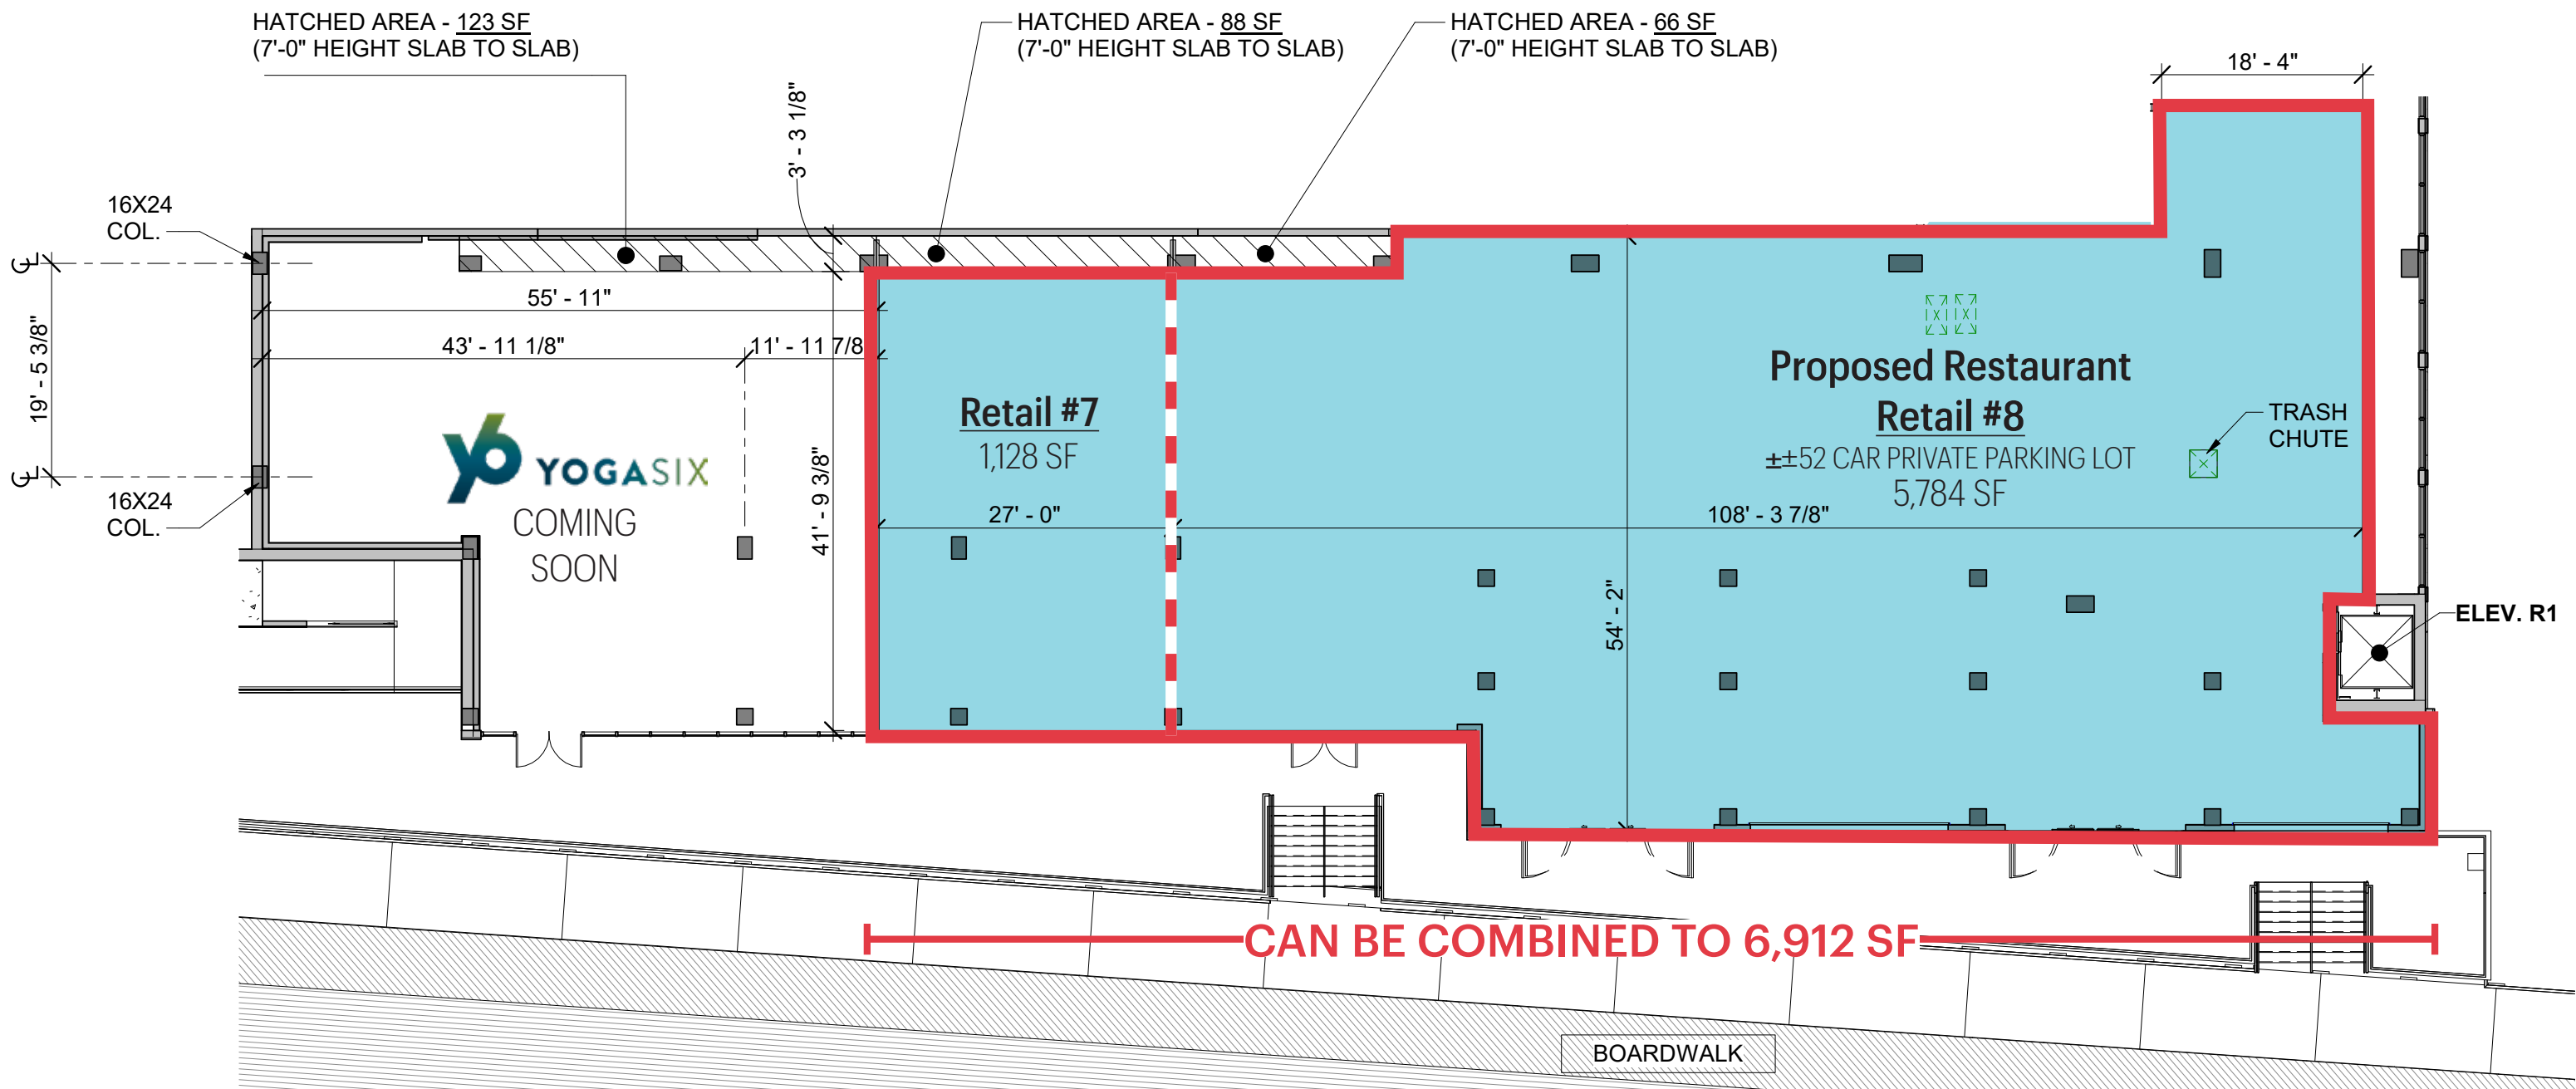 HATCHED AREA - 123 SF
(7'-0" HEIGHT SLAB TO SLAB)
HATCHED AREA - 88 SF
(7'-0" HEIGHT SLAB TO SLAB)
HATCHED AREA - 66 SF
(7'-0" HEIGHT SLAB TO SLAB)
18' - 4"
3' - 3 1/8"
16X24
COL.
55' - 11"
43' - 11 1/8"
11' - 11 7/8
19' - 5 3/8"
16X24
COL.
Y6 YOGASIX
COMING
SOON
41' - 9 3/8"
Retail #7
1,128 SF
27' - 0"
Proposed Restaurant
Retail #8
±±52 CAR PRIVATE PARKING LOT
5,784 SF
108' - 3 7/8"
54' - 2"
TRASH
CHUTE
ELEV. R1
CAN BE COMBINED TO 6,912 SF
BOARDWALK